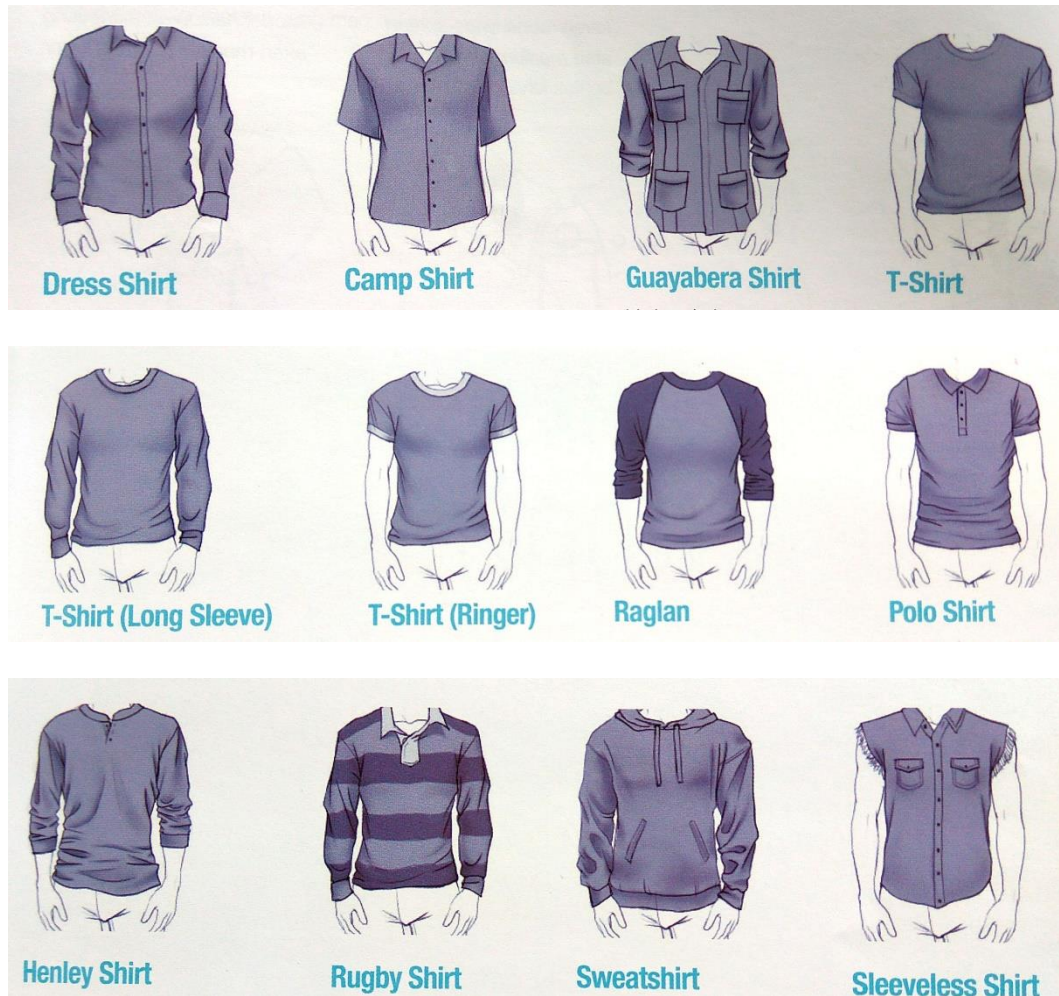 Dress Shirt
Camp Shirt
Guayabera Shirt
T-Shirt
T-Shirt (Long Sleeve)
T-Shirt (Ringer)
Raglan
Polo Shirt
Henley Shirt
Rugby Shirt
Sweatshirt
Sleeveless Shirt